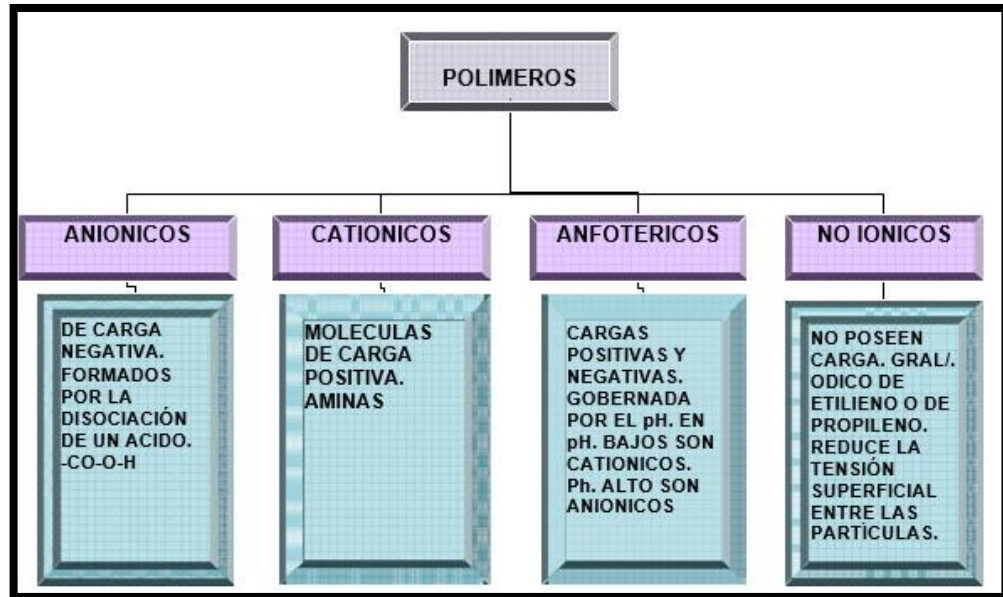 POLIMEROS
ANIONICOS
DE CARGA
NEGATIVA.
FORMADOS
POR LA
DISOCIACIÓN
DE UN ACIDO.
-CO-O-H
CATIONICOS
MOLECULAS
DE CARGA
POSITIVA.
AMINAS
ANFOTERICOS
CARGAS
POSITIVAS Y
NEGATIVAS.
GOBERNADA
POR EL pH. EN
pH. BAJOS SON
CATIONICOS.
Ph. ALTO SON
ANIONICOS
NO IONICOS
NO POSEEN
CARGA. GRAL/.
ODICO DE
ETILIENO O DE
PROPILENO.
REDUCE LA
TENSIÓN
SUPERFICIAL
ENTRE LAS
PARTÍCULAS.